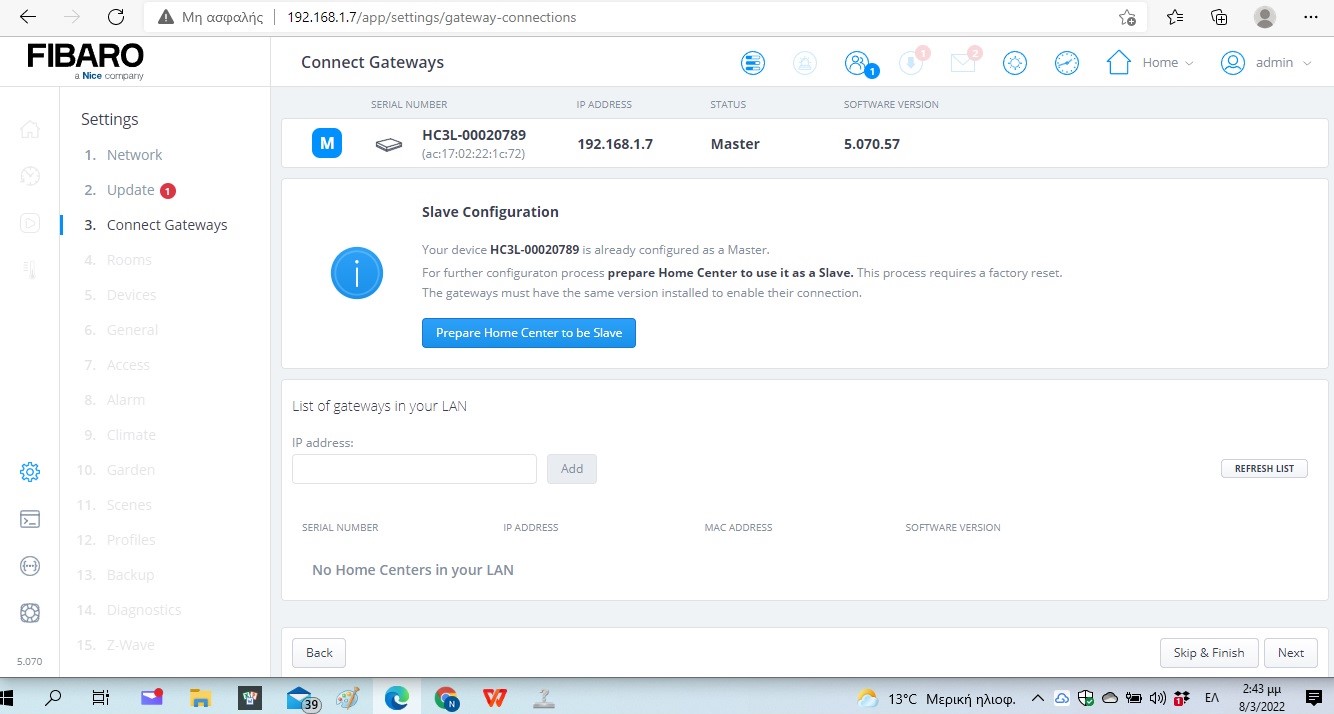 Μη ασφαλής
192.168.1.7/app/settings/gateway-connections
FIBARO
a Nice company
Connect Gateways
1
1
2
Home
admin
Settings
1. Network
2. Update 1
3. Connect Gateways
4. Rooms
5. Devices
6. General
7. Access
8. Alarm
9. Climate
10. Garden
11. Scenes
12. Profiles
13. Backup
14. Diagnostics
15. Z-Wave
5.070
SERIAL NUMBER IP ADDRESS STATUS SOFTWARE VERSION
M HC3L-00020789 192.168.1.7 Master 5.070.57
(ac:17:02:22:1c:72)
Slave Configuration
Your device HC3L-00020789 is already configured as a Master.
For further configuraton process prepare Home Center to use it as a Slave. This process requires a factory reset.
The gateways must have the same version installed to enable their connection.
Prepare Home Center to be Slave
List of gateways in your LAN
IP address:
Add
REFRESH LIST
SERIAL NUMBER IP ADDRESS MAC ADDRESS SOFTWARE VERSION
No Home Centers in your LAN
Back
Skip & Finish
Next
39
N
13°C Μερική ηλιοφ.
1
ΕΛ
2:43 μμ
8/3/2022